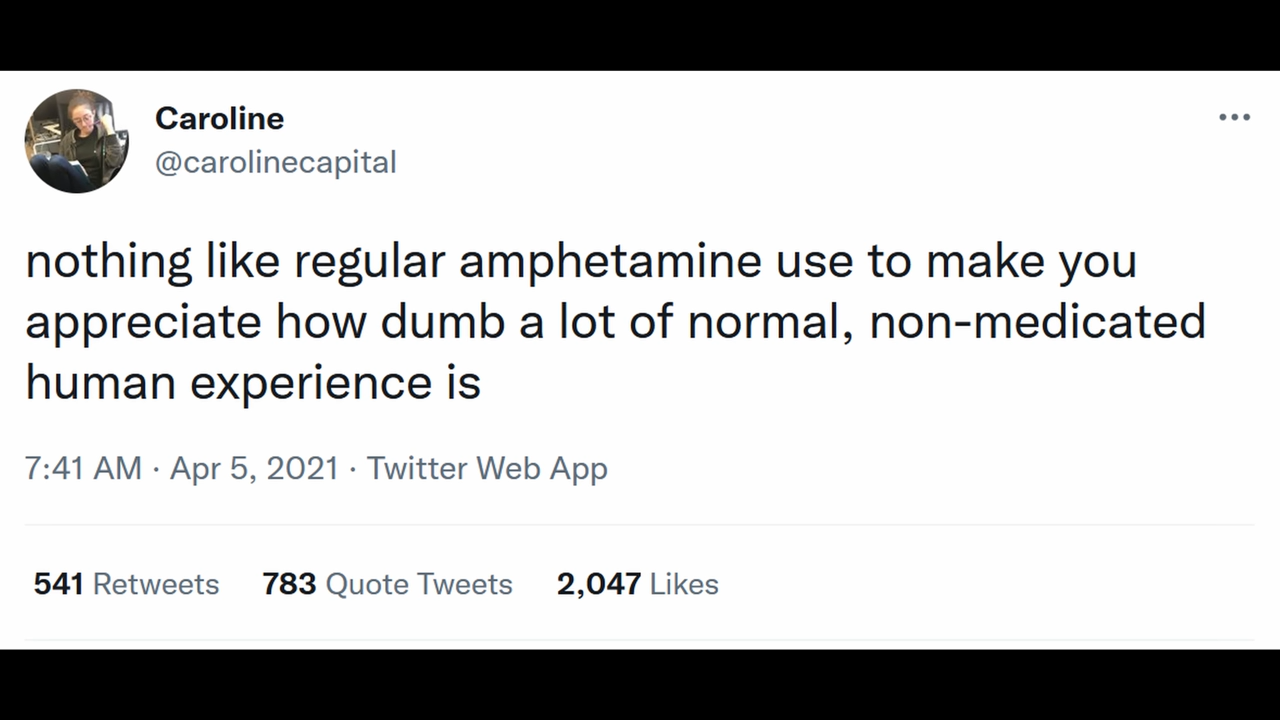 Caroline
@carolinecapital
nothing like regular amphetamine use to make you
appreciate how dumb a lot of normal, non-medicated
human experience is
7:41 AM · Apr 5, 2021 · Twitter Web App
541 Retweets 783 Quote Tweets 2,047 Likes